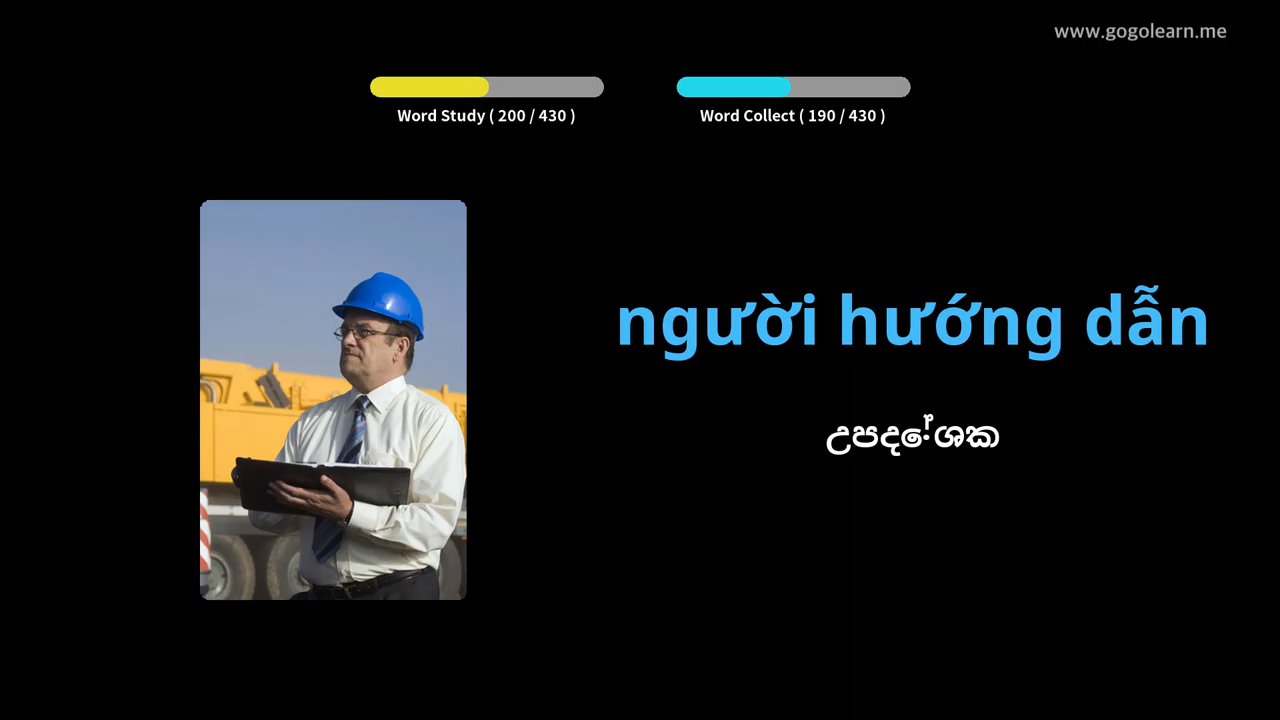 www.gogolearn.me
Word Study ( 200 / 430 )
Word Collect ( 190 / 430 )
người hướng dẫn
උපදේශක